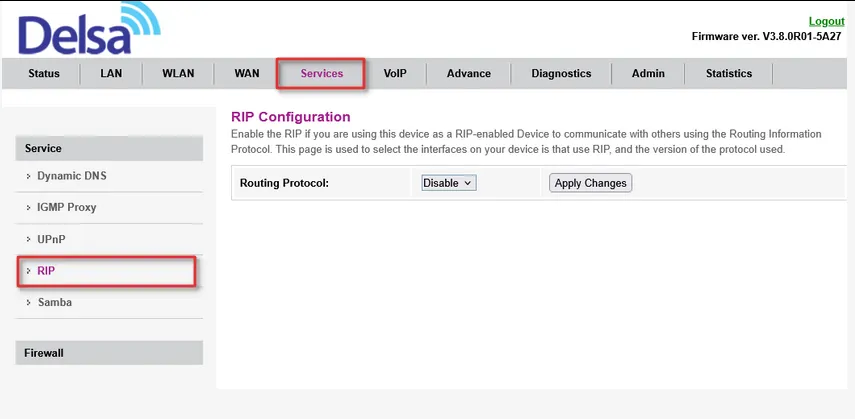 Delsa
Logout
Firmware ver. V3.8.0R01-5A27
Status LAN WLAN WAN Services VoIP Advance Diagnostics Admin Statistics
RIP Configuration
Enable the RIP if you are using this device as a RIP-enabled Device to communicate with others using the Routing Information
Protocol. This page is used to select the interfaces on your device is that use RIP, and the version of the protocol used.
Service
Routing Protocol: Disable Apply Changes
Dynamic DNS
IGMP Proxy
UPnP
RIP
Samba
Firewall